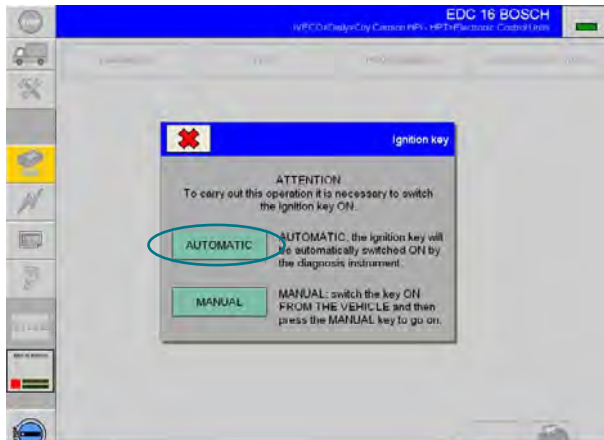 EDC 16 BOSCH
Ignition key
ATTENTION
To carry out this operation it is necessary to switch
the ignition key ON.
AUTOMATIC
AUTOMATIC, the ignition key will
be automatically switched ON by
the diagnosis instrument.
MANUAL
MANUAL: switch the key ON
FROM THE VEHICLE and then
press the MANUAL key to go on.